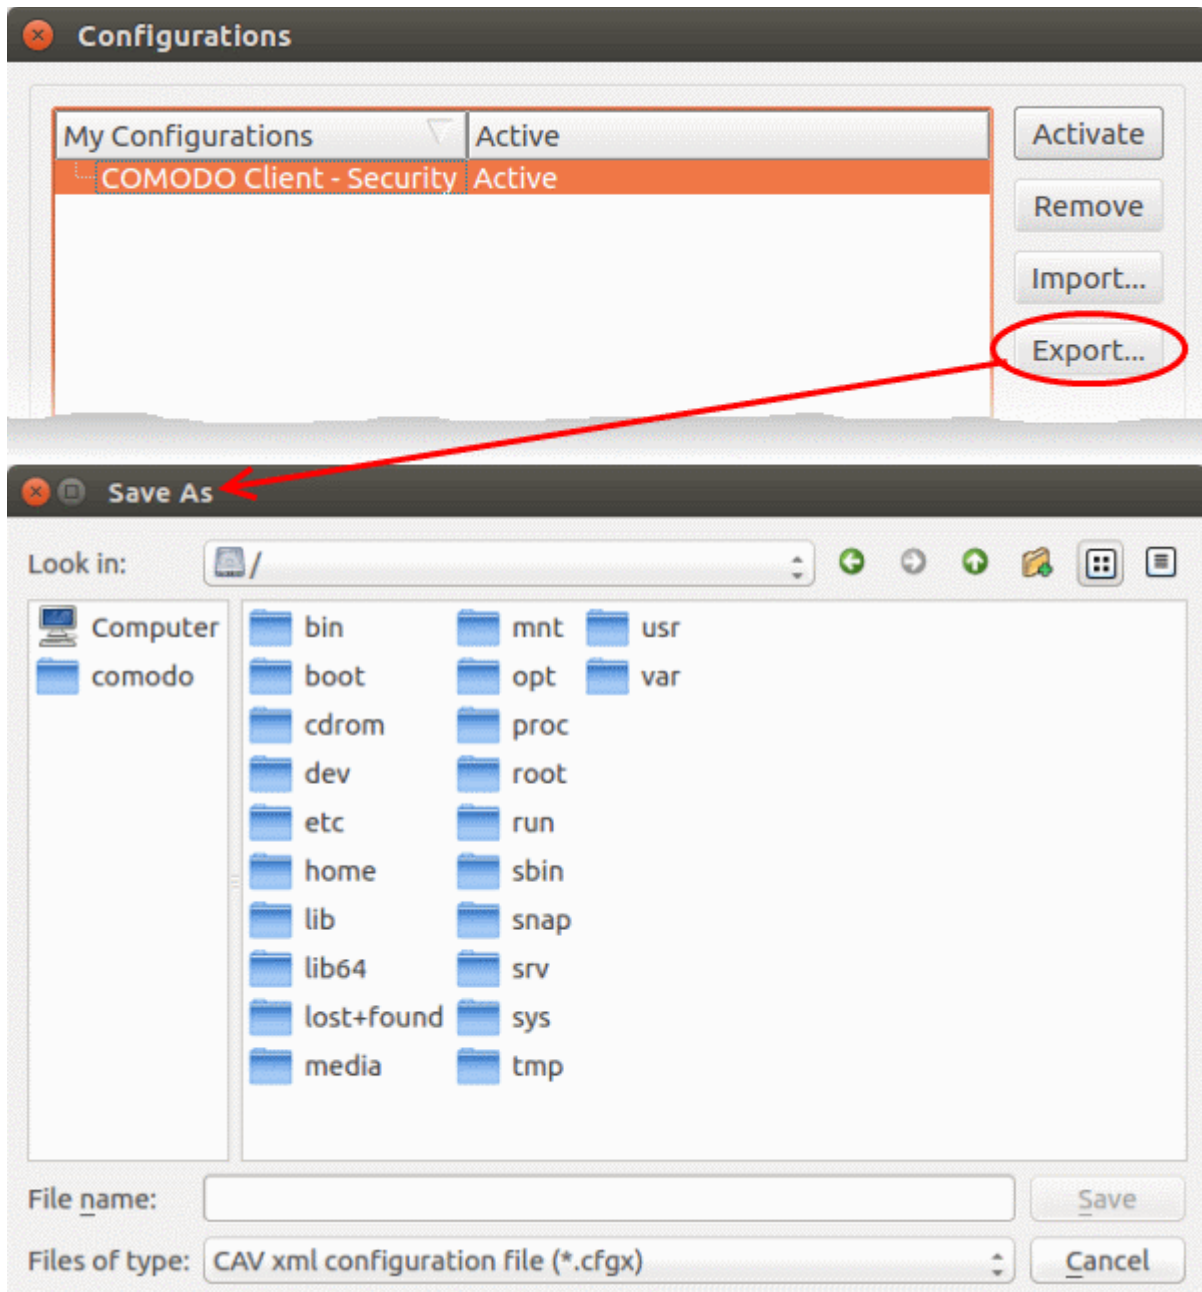 Configurations
My Configurations Active
COMODO Client - Security Active
Activate
Remove
Import...
Export...
Save As
Look in: /
Computer
comodo
bin mnt usr
boot opt var
cdrom proc
dev root
etc run
home sbin
lib snap
lib64 srv
lost+found sys
media tmp
File name: Save
Files of type: CAV xml configuration file (*.cfgx) Cancel